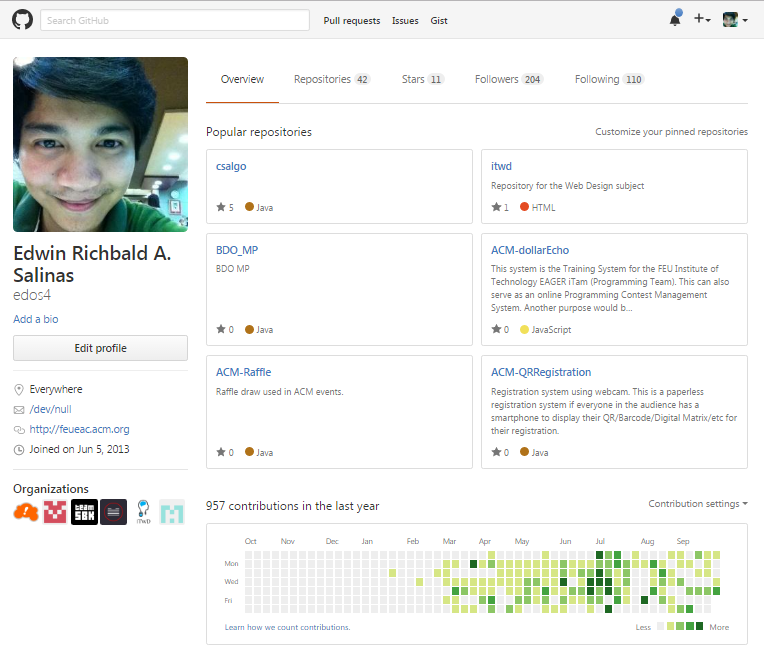 Search GitHub
Pull requests Issues Gist
Overview Repositories 42 Stars 11 Followers 204 Following 110
Popular repositories Customize your pinned repositories
csalgo
5 Java
itwd
Repository for the Web Design subject
1 HTML
Edwin Richbald A.
Salinas
edos4
Add a bio
Edit profile
BDO_MP
BDO MP
0 Java
ACM-dollarEcho
This system is the Training System for the FEU Institute of
Technology EAGER iTam (Programming Team). This can also
serve as an online Programming Contest Management
System. Another purpose would b...
0 JavaScript
Everywhere
/dev/null
http://feueac.acm.org
Joined on Jun 5, 2013
ACM-Raffle
Raffle draw used in ACM events.
0 Java
ACM-QRRegistration
Registration system using webcam. This is a paperless
registration system if everyone in the audience has a
smartphone to display their QR/Barcode/Digital Matrix/etc for
their registration.
0 Java
Organizations
team
SBK
iTWD
957 contributions in the last year Contribution settings
Oct Nov Dec Jan Feb Mar Apr May Jun Jul Aug Sep
Mon
Wed
Fri
Learn how we count contributions. Less More